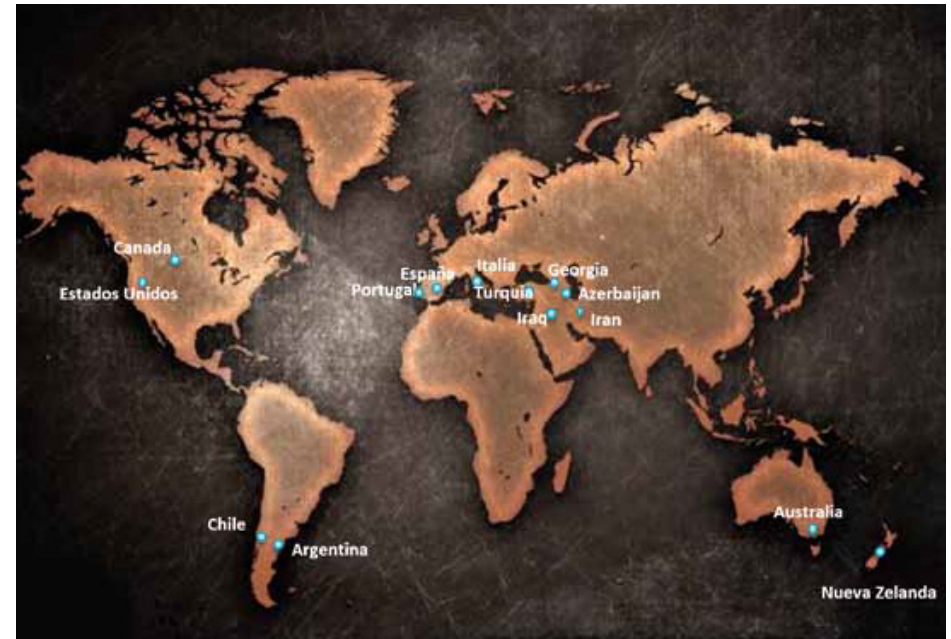 Canada
Estados Unidos
España
Portugal
Italia
Turquia
Georgia
Azerbaijan
Iraq
Iran
Chile
Argentina
Australia
Nueva Zelanda